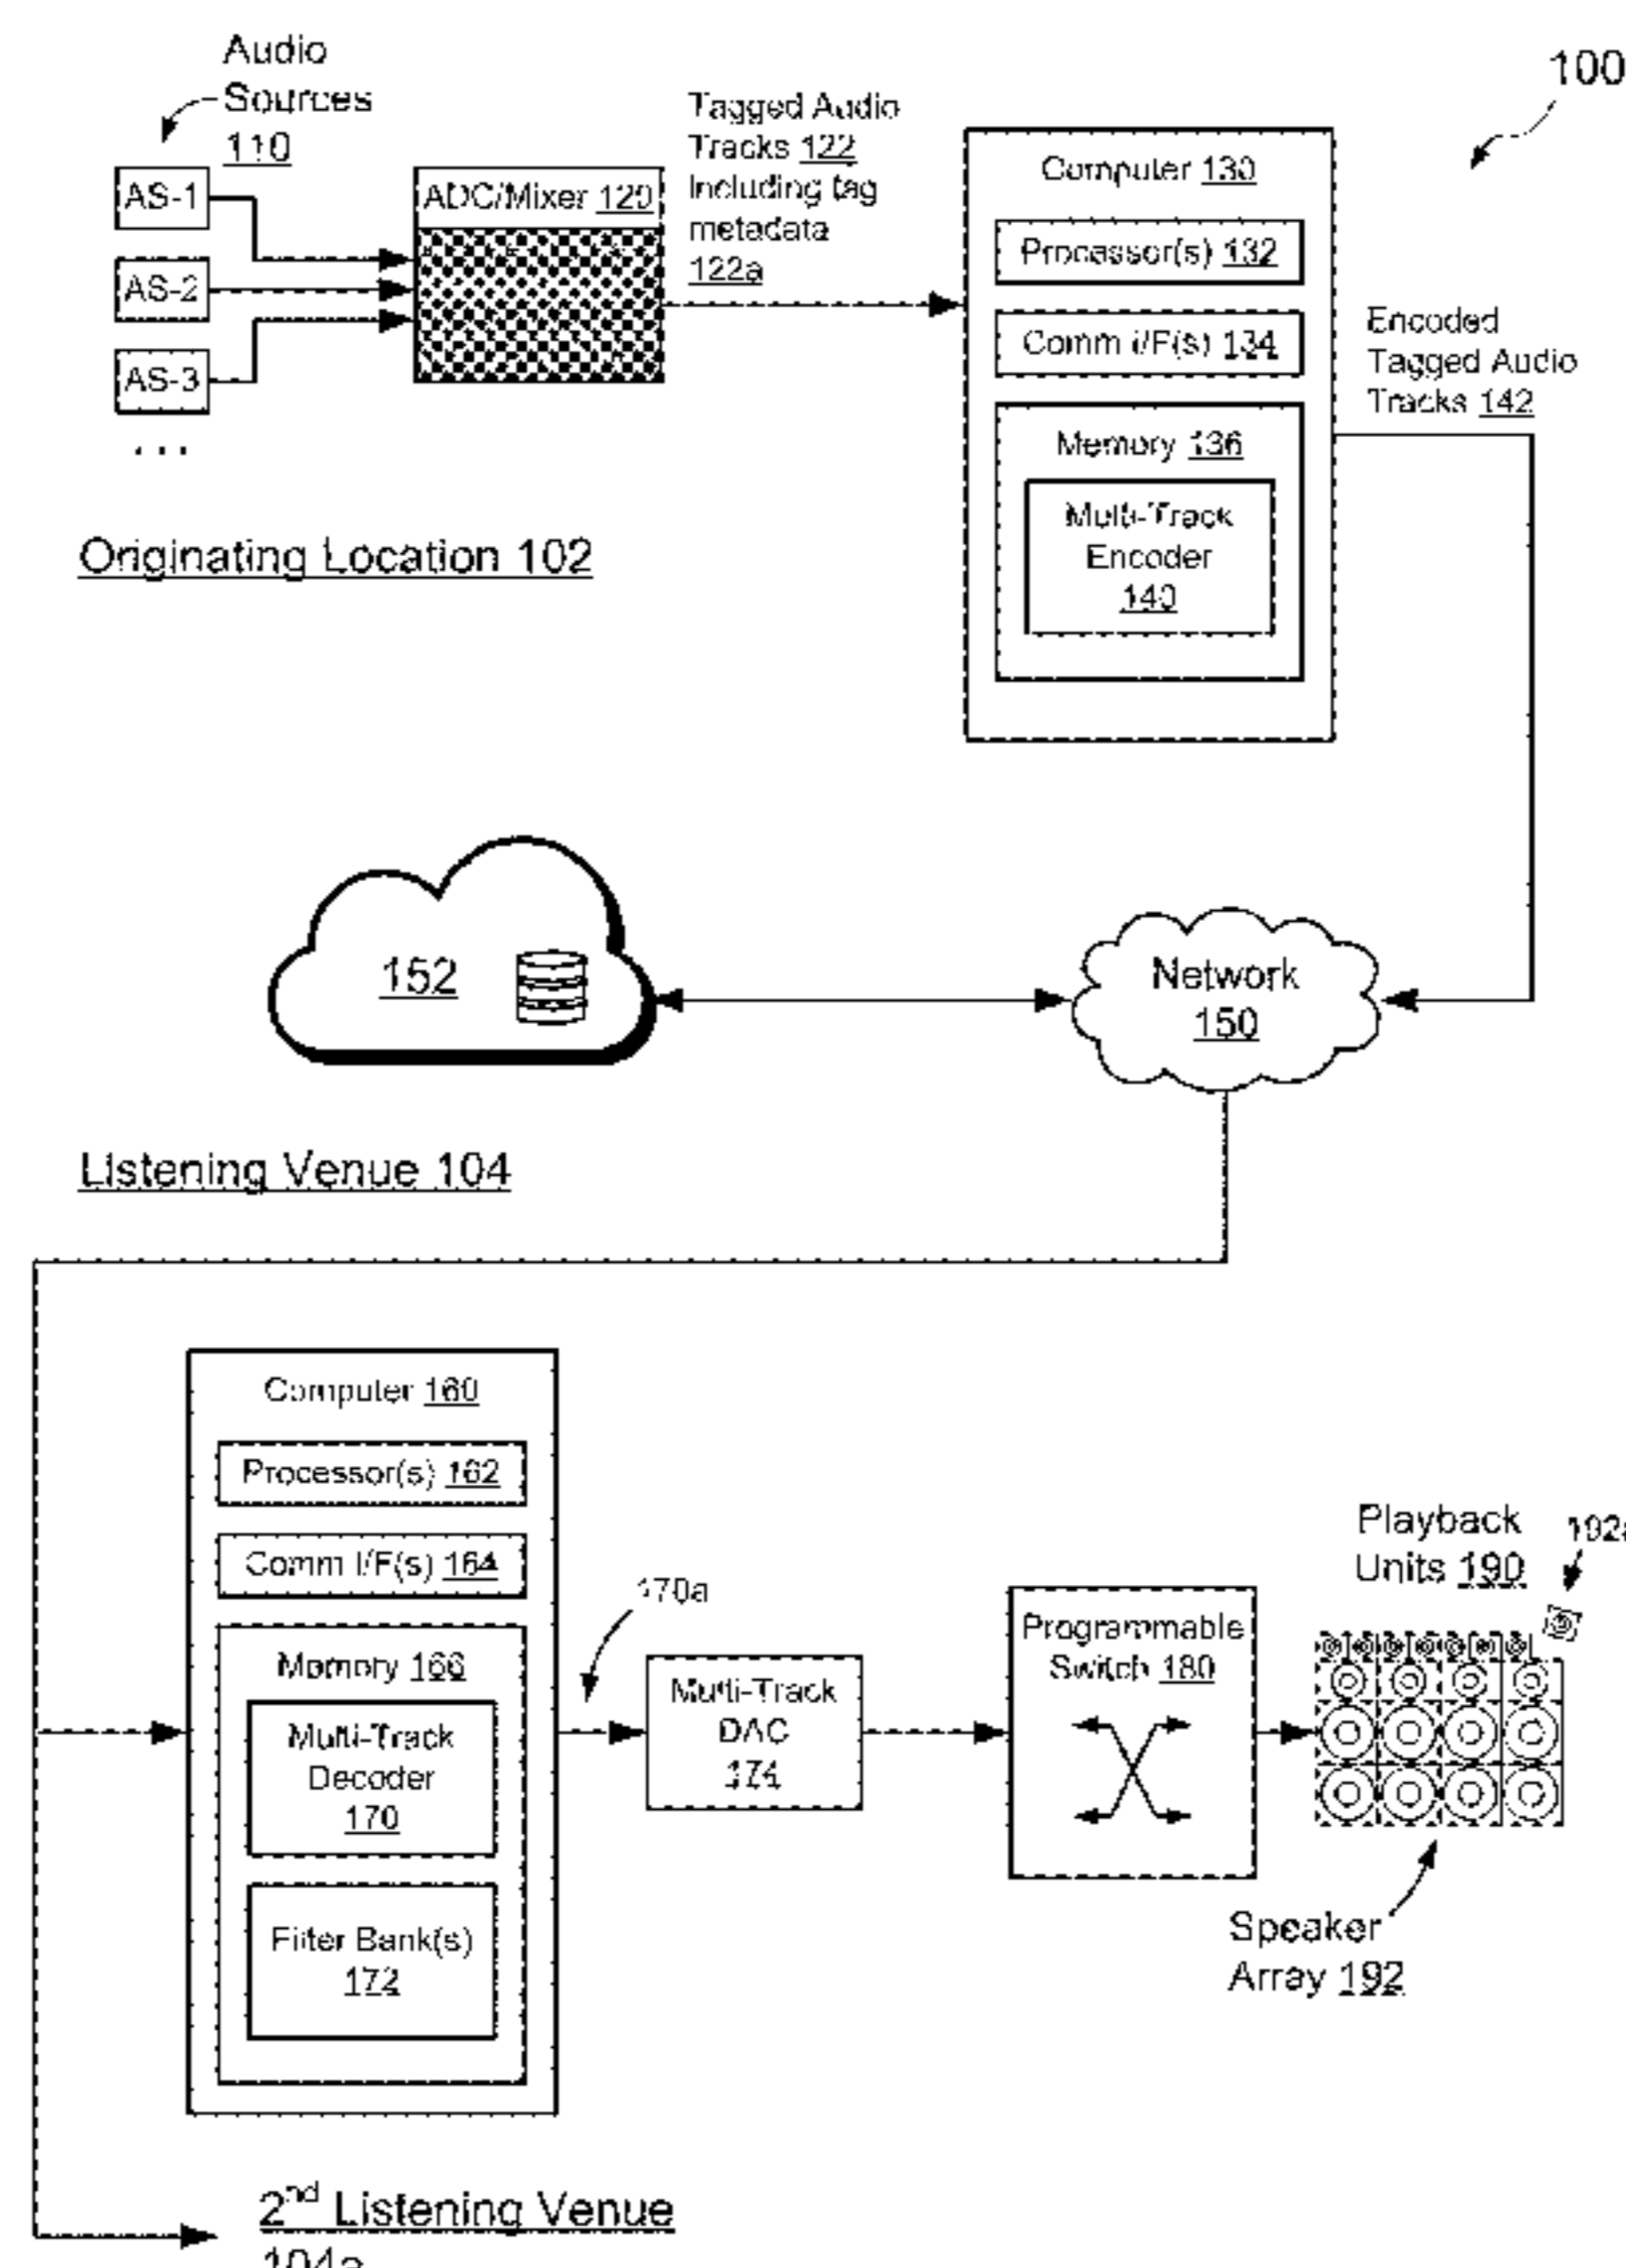 Audio
Sources
110
100
AS-1
AS-2
AS-3
...
ADC/Mixer 120
Tagged Audio
Tracks 122
Including tag
metadata
122a
Computer 130
Processor(s) 132
Comm I/F(s) 134
Memory 136
Multi-Track
Encoder
140
Encoded
Tagged Audio
Tracks 142
Originating Location 102
152
Network
150
Listening Venue 104
Computer 160
Processor(s) 162
Comm I/F(s) 164
Memory 166
Multi-Track
Decoder
170
Filter Bank(s)
172
170a
Multi-Track
DAC
174
Programmable
Switch 180
Playback
Units 190
192a
Speaker
Array 192
2nd Listening Venue
104a